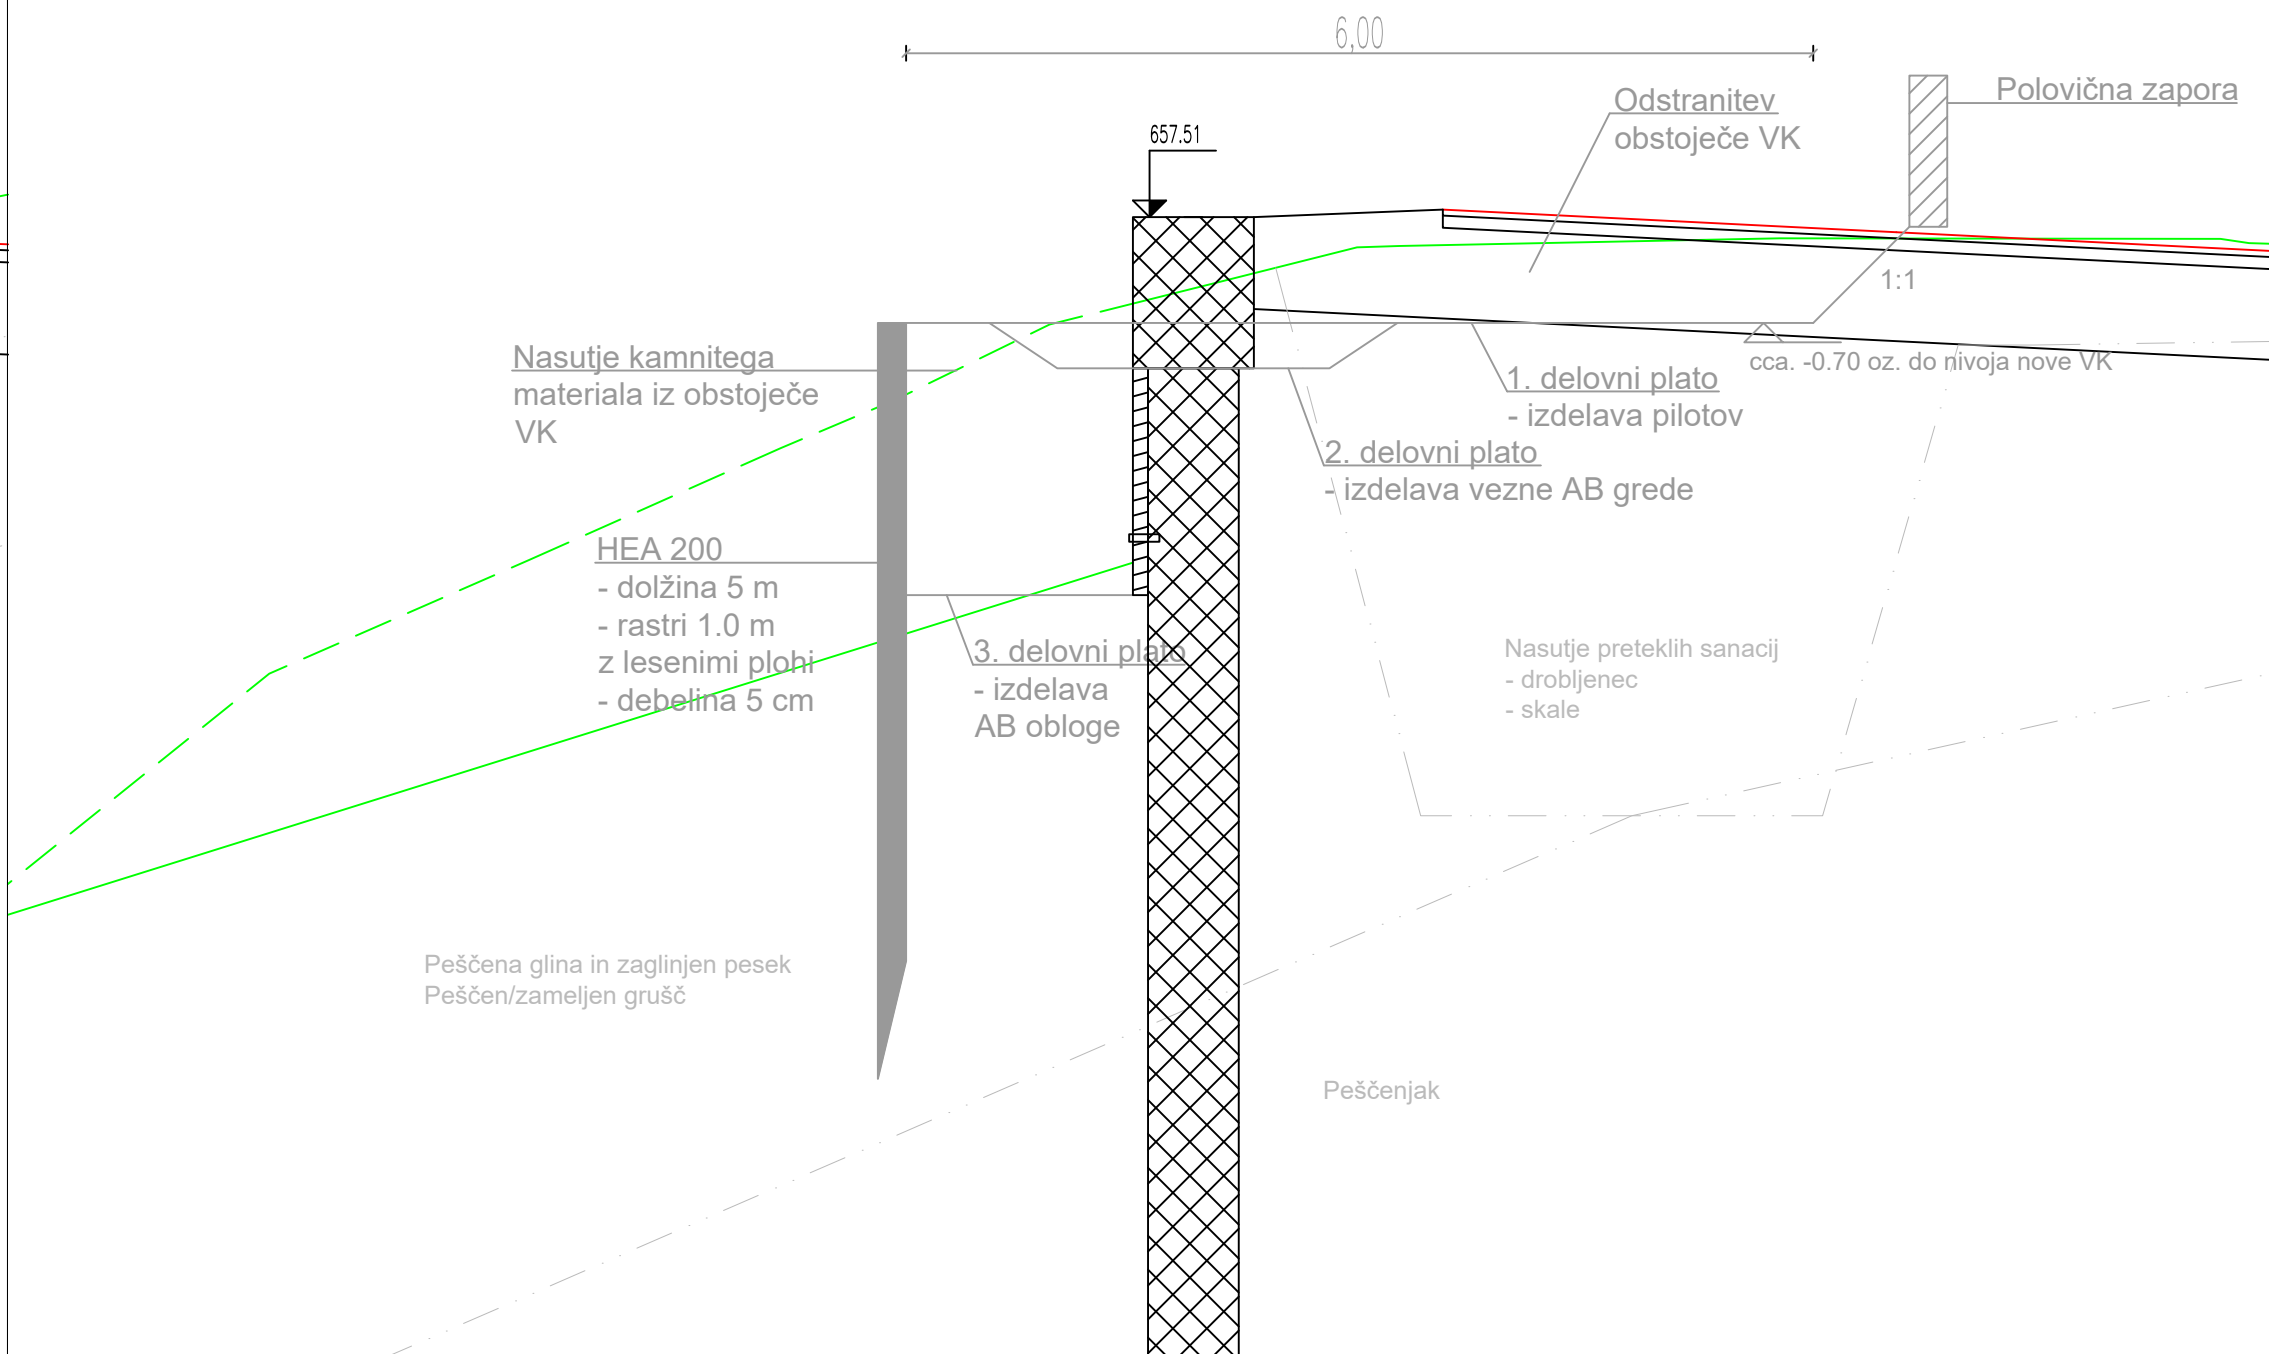 6,00
657.51
Odstranitev
obstoječe VK
Polovična zapora
1:1
cca. -0.70 oz. do nivoja nove VK
Nasutje kamnitega
materiala iz obstoječe
VK
1. delovni plato
- izdelava pilotov
2. delovni plato
- izdelava vezne AB grede
HEA 200
- dolžina 5 m
- rastri 1.0 m
z lesenimi plohi
- debelina 5 cm
3. delovni plato
- izdelava
AB obloge
Nasutje preteklih sanacij
- drobljenec
- skale
Peščena glina in zaglinjen pesek
Peščen/zameljen grušč
Peščenjak